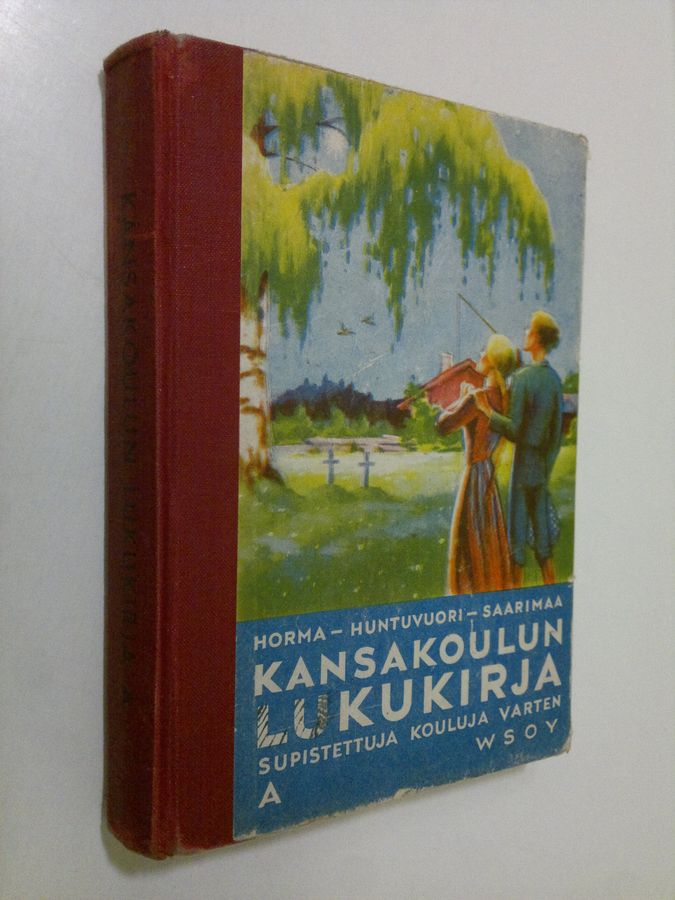 KANSAKOULUN LUKUKIRJA A
HORMA – HUNTUVUORI – SAARIMAA
KANSAKOULUN
LUKUKIRJA
SUPISTETTUJA KOULUJA VARTEN
WSOY
A